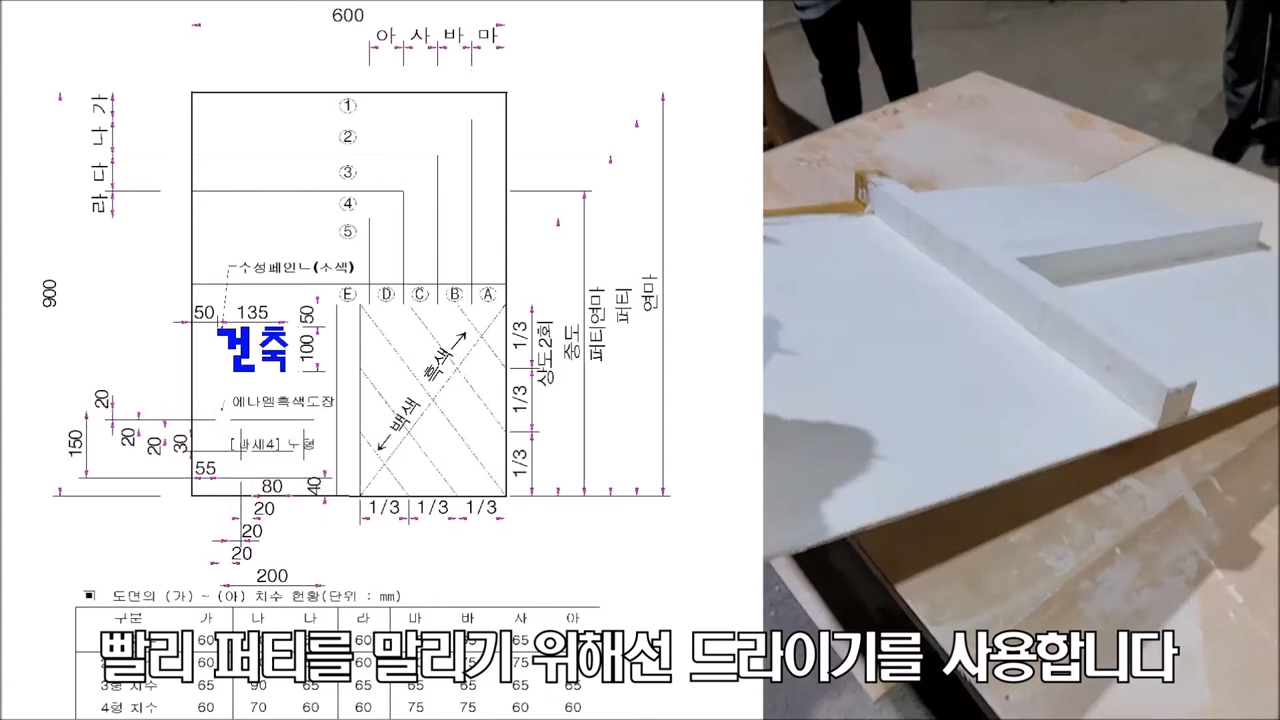 600
아 사 바 마
가
나
다
라
①
②
③
④
⑤
수성페인트(조색)
Ⓔ Ⓓ Ⓒ Ⓑ Ⓐ
900
50 135 50
건축
100
에나멜흑색도장
흑색
백색
1/3
1/3
1/3
상도2회
중도
퍼티연마
퍼티
연마
20
150
20
20
30
55
80
40
20
20
20
200
1/3 1/3 1/3
■ 도면의 (가) ~ (아) 치수 현황(단위 : mm)
구분 가 나 라 마 바 사 아
빨리 퍼티를 말리기 위해선 드라이기를 사용합니다
3형 치수 65 90 65 65 65 65 65 65
4형 치수 60 70 60 60 75 75 60 60